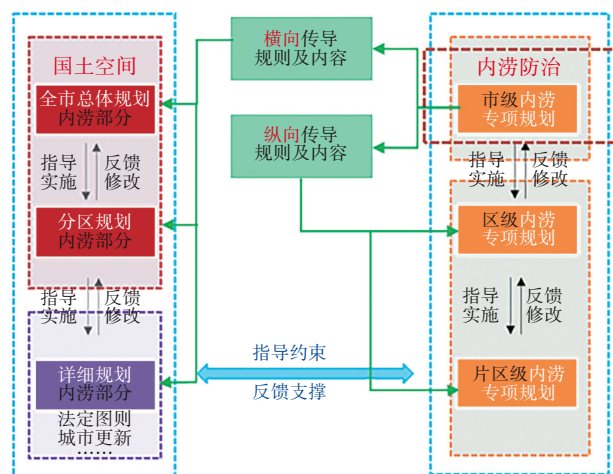 国土空间
全市总体规划
内涝部分
指导
实施
反馈
修改
分区规划
内涝部分
指导
实施
反馈
修改
详细规划
内涝部分
法定图则
城市更新
……
横向传导
规则及内容
纵向传导
规则及内容
指导约束
反馈支撑
内涝防治
市级内涝
专项规划
指导
实施
反馈
修改
区级内涝
专项规划
指导
实施
反馈
修改
片区级内涝
专项规划